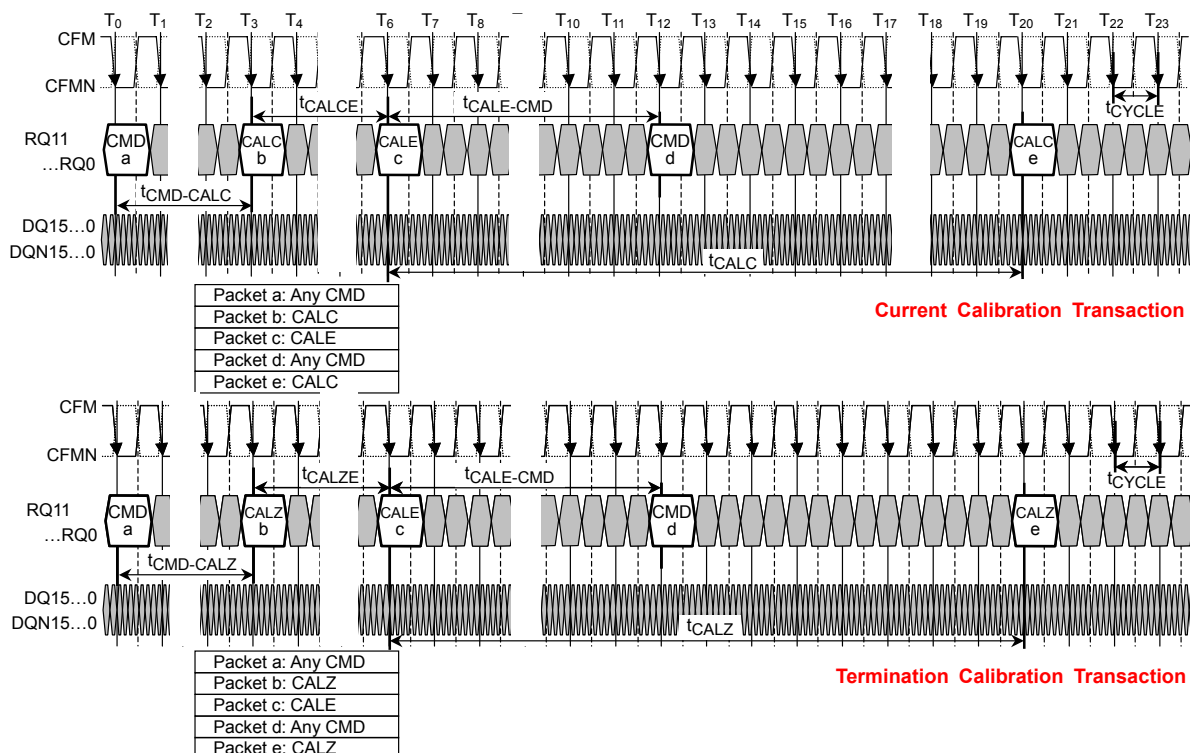 T0 T1 T2 T3 T4 T6 T7 T8 T10 T11 T12 T13 T14 T15 T16 T17 T18 T19 T20 T21 T22 T23
CFM
CFMN
tCALCE tCALE-CMD tCYCLE
RQ11
...RQ0
CMD a CALC b CALE c CMD d CALC e
tCMD-CALC
DQ15...0
DQN15...0
tCALC
Packet a: Any CMD
Packet b: CALC
Packet c: CALE
Packet d: Any CMD
Packet e: CALC
Current Calibration Transaction
CFM
CFMN
tCALZE tCALE-CMD tCYCLE
RQ11
...RQ0
CMD a CALZ b CALE c CMD d CALZ e
tCMD-CALZ
DQ15...0
DQN15...0
tCALZ
Packet a: Any CMD
Packet b: CALZ
Packet c: CALE
Packet d: Any CMD
Packet e: CALZ
Termination Calibration Transaction